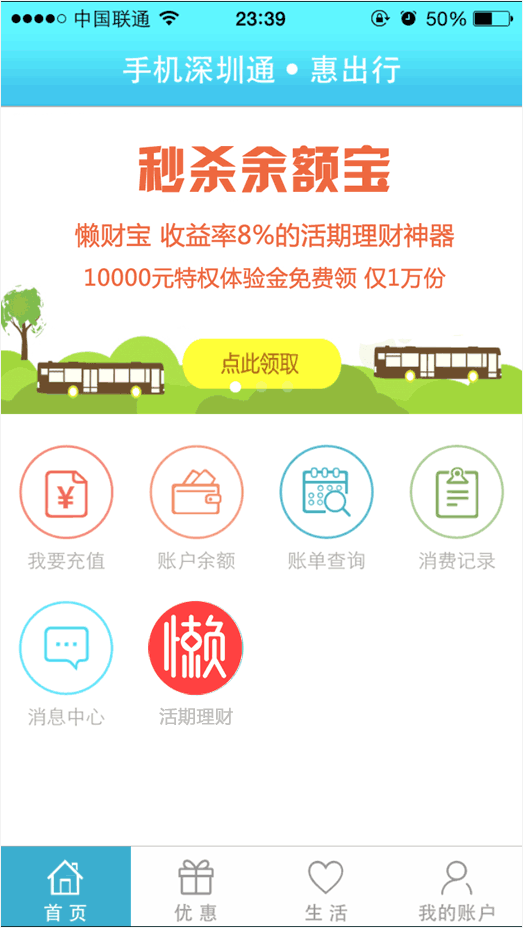 中国联通 23:39 50%
手机深圳通•惠出行
秒杀余额宝
懒财宝 收益率8%的活期理财神器
10000元特权体验金免费领 仅1万份
点此领取
¥
我要充值 账户余额 账单查询 消费记录
懒
消息中心 活期理财
首页 优惠 生活 我的账户